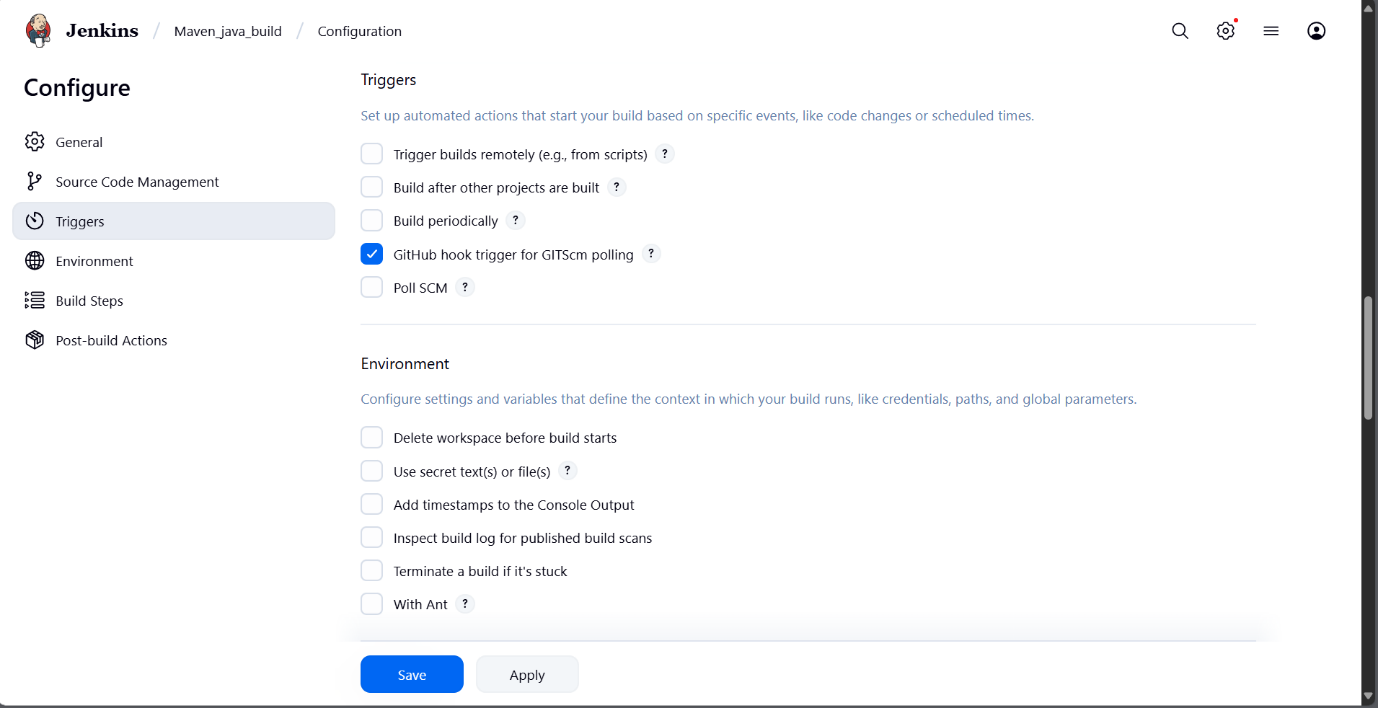 Jenkins / Maven_java_build / Configuration
Configure
General
Source Code Management
Triggers
Environment
Build Steps
Post-build Actions
Triggers
Set up automated actions that start your build based on specific events, like code changes or scheduled times.
Trigger builds remotely (e.g., from scripts) ?
Build after other projects are built ?
Build periodically ?
GitHub hook trigger for GITScm polling ?
Poll SCM ?
Environment
Configure settings and variables that define the context in which your build runs, like credentials, paths, and global parameters.
Delete workspace before build starts
Use secret text(s) or file(s) ?
Add timestamps to the Console Output
Inspect build log for published build scans
Terminate a build if it's stuck
With Ant ?
Save
Apply